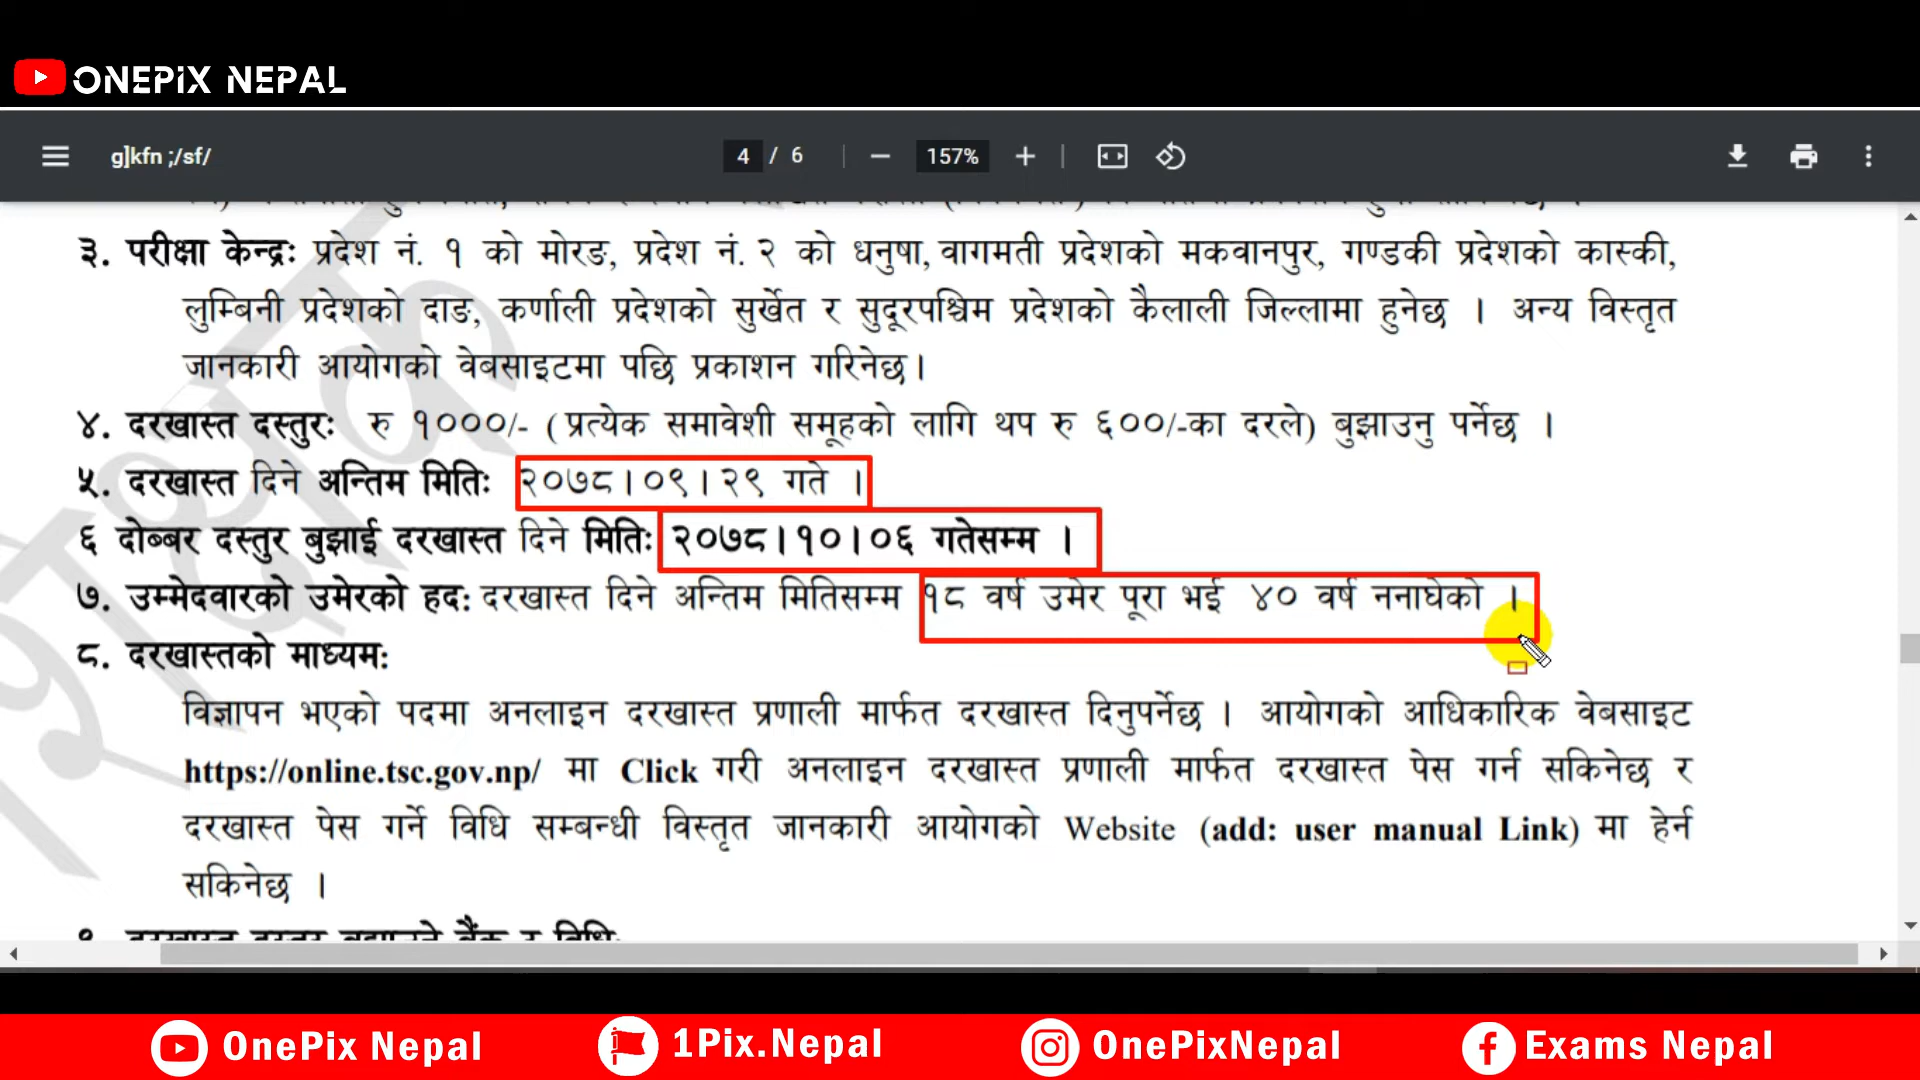 ONEPIX NEPAL
g]kfn ;/sf/
4 / 6
157%
३. परीक्षा केन्द्रः प्रदेश नं. १ को मोरङ, प्रदेश नं. २ को धनुषा, वागमती प्रदेशको मकवानपुर, गण्डकी प्रदेशको कास्की,
लुम्बिनी प्रदेशको दाङ, कर्णाली प्रदेशको सुर्खेत र सुदूरपश्चिम प्रदेशको कैलाली जिल्लामा हुनेछ । अन्य विस्तृत
जानकारी आयोगको वेबसाइटमा पछि प्रकाशन गरिनेछ।
४. दरखास्त दस्तुरः रु १०००/- ( प्रत्येक समावेशी समूहको लागि थप रु ६००/-का दरले) बुझाउनु पर्नेछ ।
५. दरखास्त दिने अन्तिम मितिः २०७८।०९।२९ गते ।
६ दोब्बर दस्तुर बुझाई दरखास्त दिने मितिः २०७८।१०।०६ गतेसम्म ।
७. उम्मेदवारको उमेरको हद: दरखास्त दिने अन्तिम मितिसम्म १८ वर्ष उमेर पूरा भई ४० वर्ष ननाघेको ।
८. दरखास्तको माध्यम:
विज्ञापन भएको पदमा अनलाइन दरखास्त प्रणाली मार्फत दरखास्त दिनुपर्नेछ । आयोगको आधिकारिक वेबसाइट
https://online.tsc.gov.np/ मा Click गरी अनलाइन दरखास्त प्रणाली मार्फत दरखास्त पेस गर्न सकिनेछ र
दरखास्त पेस गर्ने विधि सम्बन्धी विस्तृत जानकारी आयोगको Website (add: user manual Link) मा हेर्न
सकिनेछ ।
९. दरखास्त दस्तुर बुझाउने बैंक र विधिः
OnePix Nepal
1Pix.Nepal
OnePixNepal
Exams Nepal